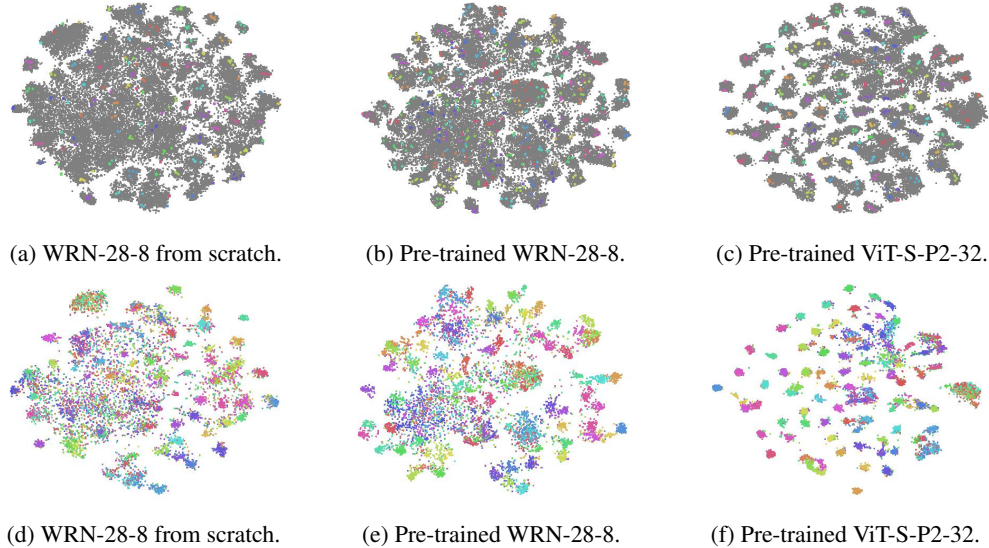 (a) WRN-28-8 from scratch.
(b) Pre-trained WRN-28-8.
(c) Pre-trained ViT-S-P2-32.
(d) WRN-28-8 from scratch.
(e) Pre-trained WRN-28-8.
(f) Pre-trained ViT-S-P2-32.